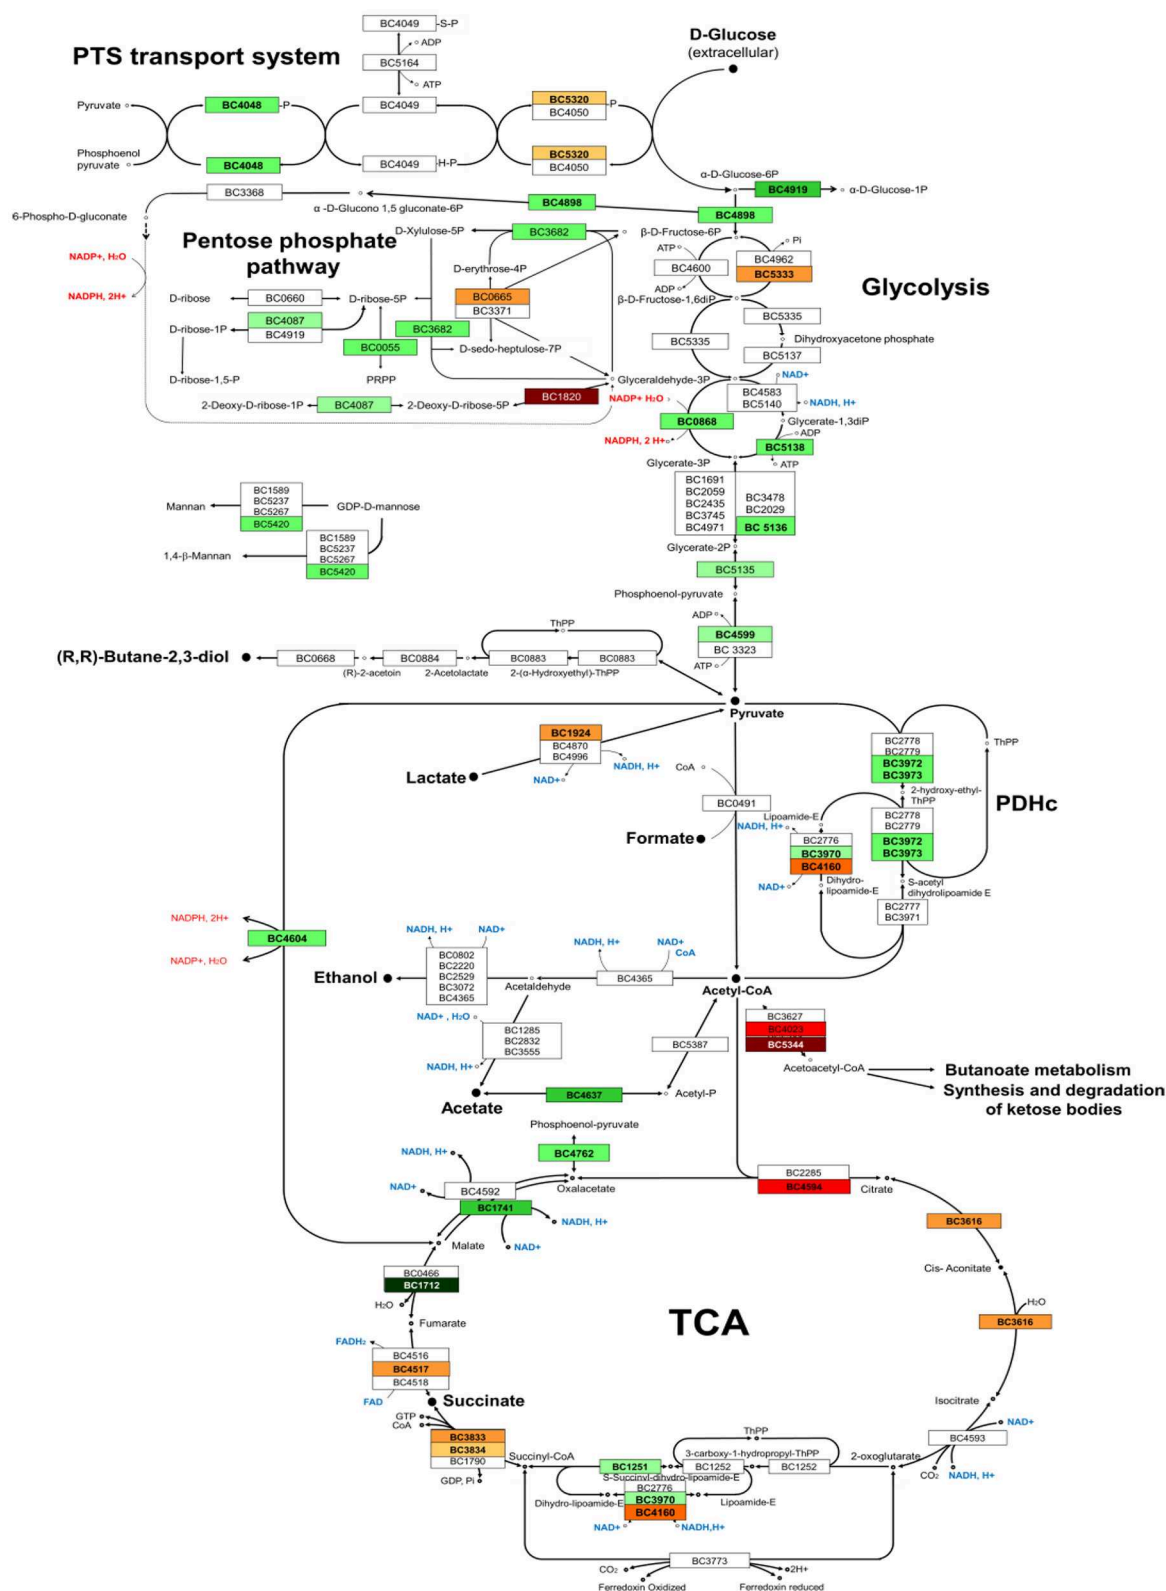 BC4049 -S-P
ADP
BC5164
ATP
PTS transport system
D-Glucose
(extracellular)
Pyruvate
BC4048 -P
BC4049
BC5320 -P
BC4050
Phosphoenol
pyruvate
BC4048
BC4049 -H-P
BC5320
BC4050
α-D-Glucose-6P
BC3368
BC4919
α-D-Glucose-1P
BC4898
α -D-Glucono 1,5 gluconate-6P
BC4898
6-Phospho-D-gluconate
D-Xylulose-5P
BC3682
β-D-Fructose-6P
Pentose phosphate
pathway
NADP+, H2O
NADPH, 2H+
D-erythrose-4P
ATP
BC4600
ADP
Pi
BC4962
BC5333
Glycolysis
D-ribose
BC0660
D-ribose-5P
BC0665
BC3371
β-D-Fructose-1,6diP
D-ribose-1P
BC4087
BC4919
BC3682
BC5335
BC5335
Dihydroxyacetone phosphate
BC0055
D-sedo-heptulose-7P
BC5137
D-ribose-1,5-P
PRPP
Glyceraldehyde-3P
NAD+
2-Deoxy-D-ribose-1P
BC4087
2-Deoxy-D-ribose-5P
BC1820
NADP+ H2O
BC4583
BC5140
NADH, H+
BC0868
Glycerate-1,3diP
NADPH, 2 H+
ADP
BC5138
ATP
Glycerate-3P
BC1691
BC2059
BC2435
BC3745
BC4971
BC3478
BC2029
BC 5136
Mannan
BC1589
BC5237
BC5267
BC5420
GDP-D-mannose
1,4-β-Mannan
BC1589
BC5237
BC5267
BC5420
Glycerate-2P
BC5135
Phosphoenol-pyruvate
ADP
BC4599
BC 3323
ATP
ThPP
(R,R)-Butane-2,3-diol
BC0668
BC0884
BC0883
BC0883
(R)-2-acetoin
2-Acetolactate
2-(α-Hydroxyethyl)-ThPP
Pyruvate
BC1924
BC4870
BC4996
Lactate
NAD+
NADH, H+
CoA
BC0491
Formate
BC2778
BC2779
BC3972
BC3973
ThPP
2-hydroxy-ethyl-
ThPP
PDHc
Lipoamide-E
NADH, H+
BC2776
BC3970
BC4160
NAD+
Dihydro-
lipoamide-E
BC2778
BC2779
BC3972
BC3973
S-acetyl
dihydrolipoamide E
BC2777
BC3971
NADPH, 2H+
BC4604
NADP+, H2O
NADH, H+
NAD+
Ethanol
BC0802
BC2220
BC2529
BC3072
BC4365
Acetaldehyde
NADH, H+
NAD+
CoA
BC4365
Acetyl-CoA
NAD+ , H2O
BC1285
BC2832
BC3555
NADH, H+
BC5387
BC3627
BC4023
BC5344
Acetoacetyl-CoA
Butanoate metabolism
Synthesis and degradation
of ketose bodies
Acetate
BC4637
Acetyl-P
Phosphoenol-pyruvate
BC4762
NADH, H+
NAD+
BC4592
BC1741
Oxalacetate
NADH, H+
NAD+
BC2285
BC4594
Citrate
Malate
BC3616
Cis- Aconitate
BC0466
BC1712
H2O
Fumarate
TCA
H2O
BC3616
FADH2
BC4516
BC4517
BC4518
FAD
Succinate
Isocitrate
GTP
CoA
BC3833
BC3834
BC1790
GDP, Pi
Succinyl-CoA
NAD+
BC4593
CO2
NADH, H+
ThPP
3-carboxy-1-hydropropyl-ThPP
2-oxoglutarate
BC1251
BC1252
BC1252
S-Succinyl-dihydro-lipoamide-E
BC2776
BC3970
BC4160
Dihydro-lipoamide-E
Lipoamide-E
NAD+
NADH,H+
BC3773
CO2
2H+
Ferredoxin Oxidized
Ferredoxin reduced